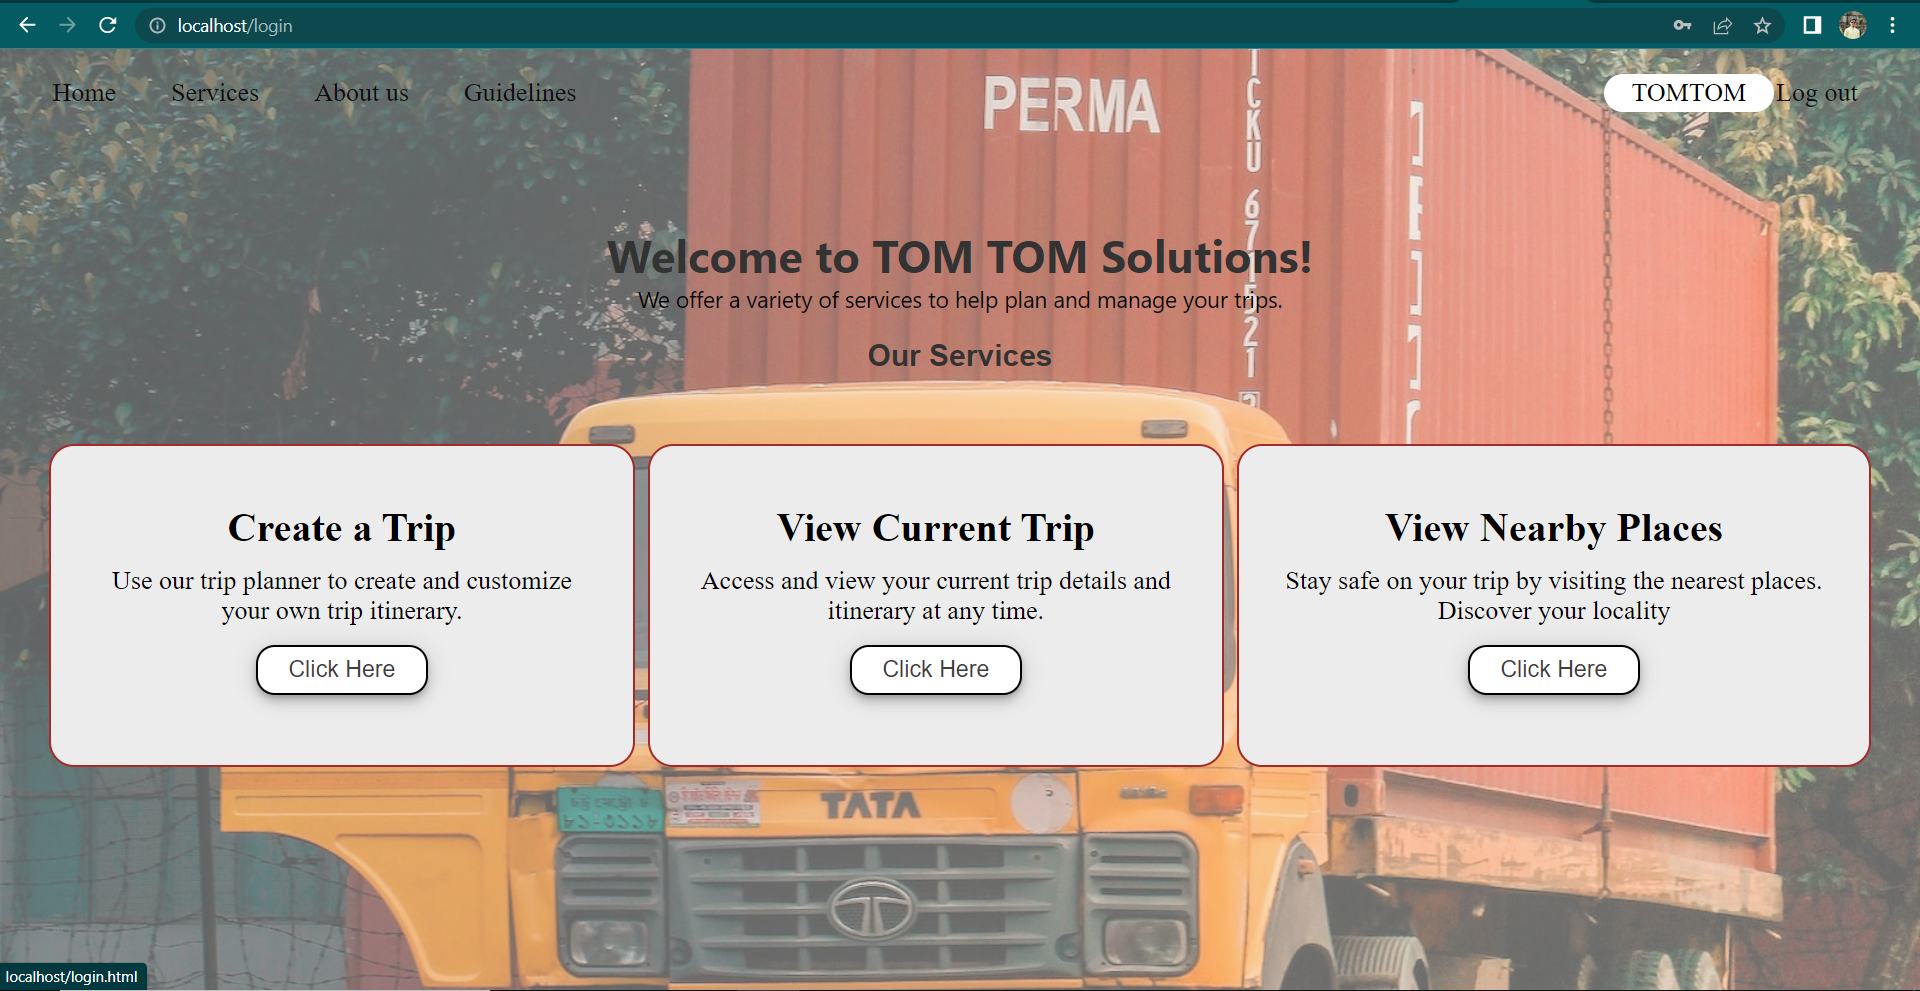 localhost/login
Home Services About us Guidelines TOMTOM Log out
PERMA
Welcome to TOM TOM Solutions!
We offer a variety of services to help plan and manage your trips.
Our Services
Create a Trip
Use our trip planner to create and customize
your own trip itinerary.
Click Here
View Current Trip
Access and view your current trip details and
itinerary at any time.
Click Here
View Nearby Places
Stay safe on your trip by visiting the nearest places.
Discover your locality
Click Here
TATA
localhost/login.html